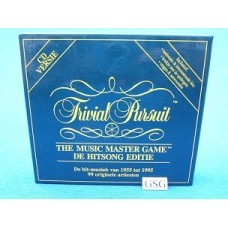 CD
VERSIE
Trivial Pursuit
THE MUSIC MASTER GAME™
DE HITSONG EDITIE
De hit-muziek van 1955 tot 1995
99 originele artiesten
GSG